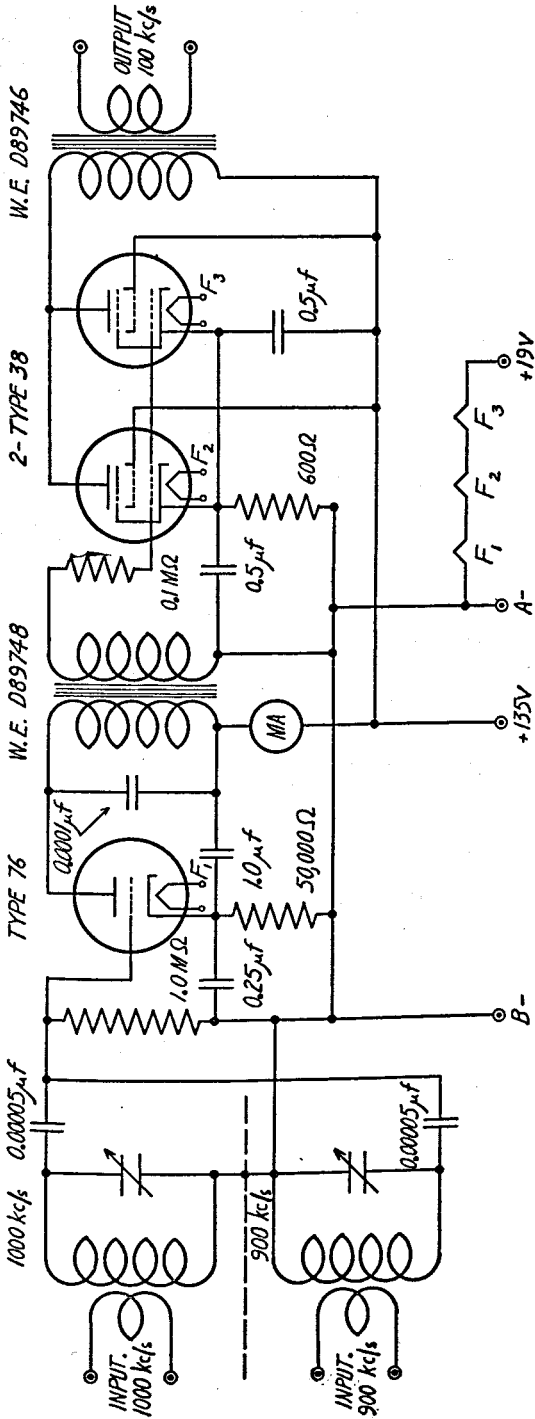 W.E. D89746
2-TYPE 38
W.E. D89748
TYPE 76
OUTPUT
100 kc/s
0.0001μf
0.00005μf
1000 kc/s
INPUT.
1000 kc/s
1.0 MΩ
F1
0.1 MΩ
F2
F3
0.25μf
1.0μf
50,000Ω
MA
0.5μf
600Ω
0.5μf
900 kc/s
INPUT.
900 kc/s
0.00005μf
F1
F2
F3
B-
+135V
A-
+19V